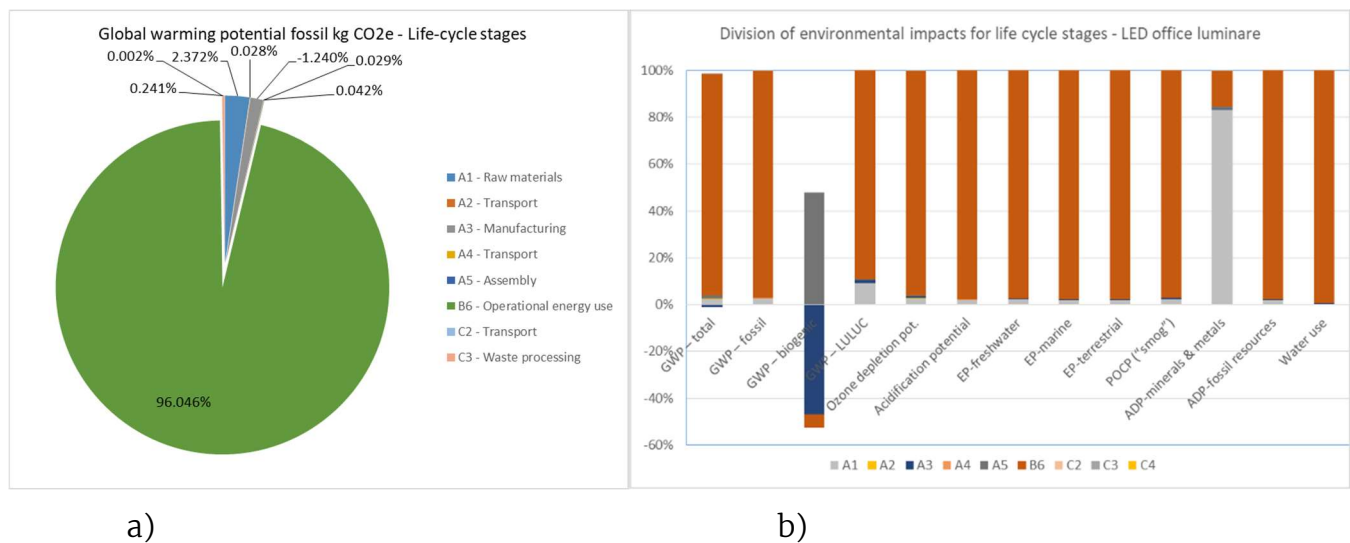 Global warming potential fossil kg CO2e - Life-cycle stages
0.002%
2.372%
0.028%
-1.240%
0.029%
0.241%
0.042%
A1 - Raw materials
A2 - Transport
A3 - Manufacturing
A4 - Transport
A5 - Assembly
B6 - Operational energy use
C2 - Transport
C3 - Waste processing
96.046%
a)
Division of environmental impacts for life cycle stages - LED office luminare
100%
80%
60%
40%
20%
0%
-20%
-40%
-60%
GWP – total
GWP – fossil
GWP – biogenic
GWP – LULUC
Ozone depletion pot.
Acidification potential
EP-freshwater
EP-marine
EP-terrestrial
POCP ("smog")
ADP-minerals & metals
ADP-fossil resources
Water use
A1 A2 A3 A4 A5 B6 C2 C3 C4
b)